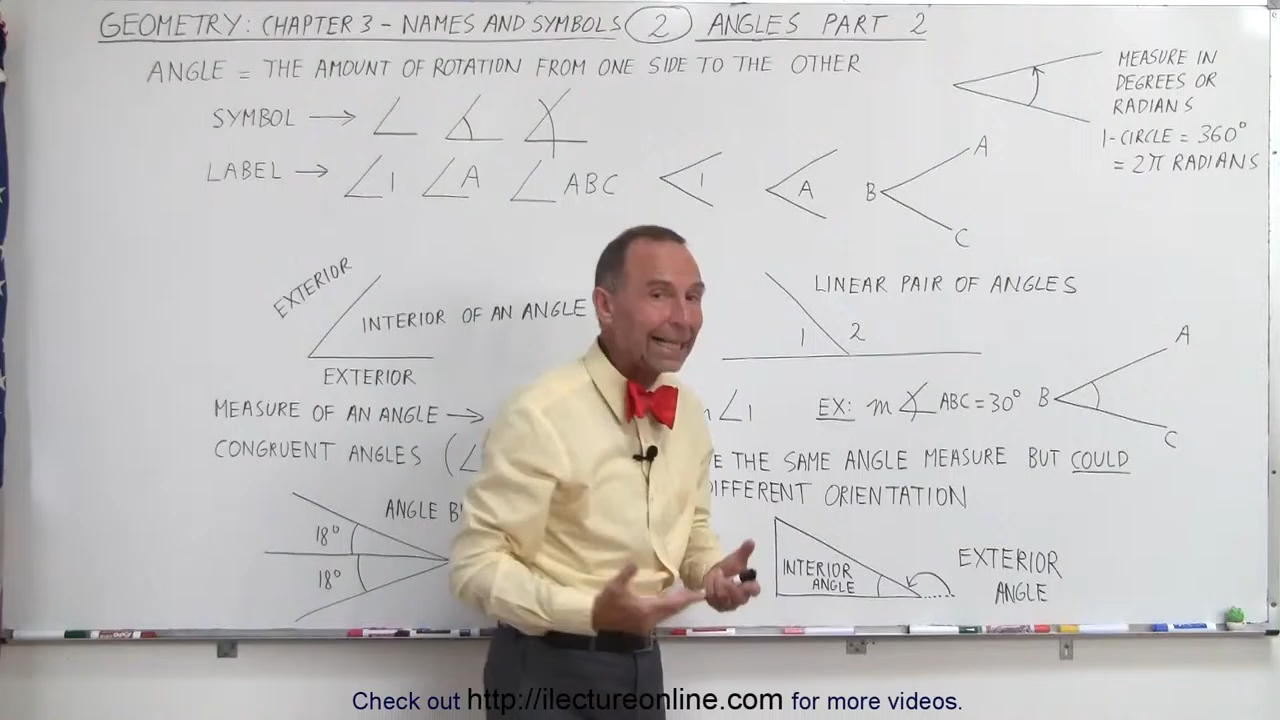 GEOMETRY: CHAPTER 3 - NAMES AND SYMBOLS 2 ANGLES PART 2
ANGLE = THE AMOUNT OF ROTATION FROM ONE SIDE TO THE OTHER
MEASURE IN
DEGREES OR
RADIANS
1-CIRCLE = 360°
= 2π RADIANS
SYMBOL → ∠ ∡ ∡
LABEL → ∠1 ∠A ∠ABC 1 A B A C
EXTERIOR
INTERIOR OF AN ANGLE
EXTERIOR
LINEAR PAIR OF ANGLES
1 2
MEASURE OF AN ANGLE → ∠1 EX: m∡ABC = 30° B A C
CONGRUENT ANGLES (∠ THE SAME ANGLE MEASURE BUT COULD
DIFFERENT ORIENTATION
ANGLE
18°
18°
INTERIOR
ANGLE
EXTERIOR
ANGLE
Check out http://ilectureonline.com for more videos.